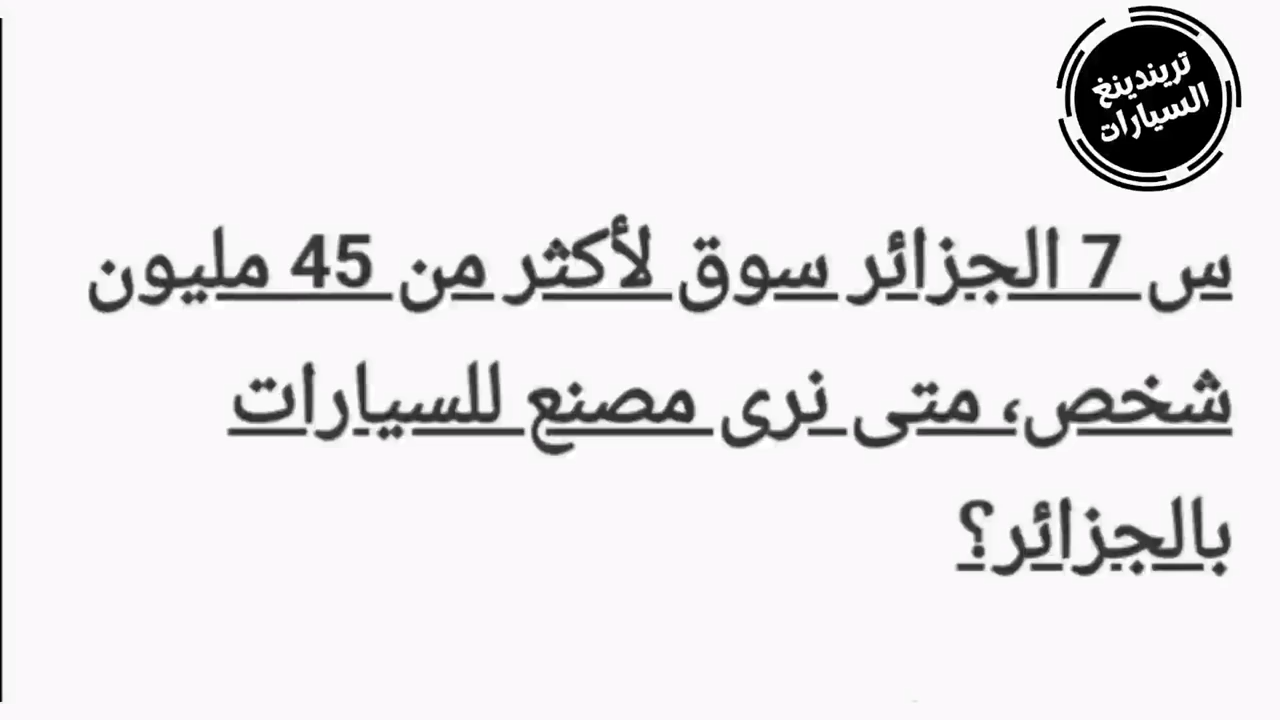 تريندينغ
السيارات
س 7 الجزائر سوق لأكثر من 45 مليون
شخص، متى نرى مصنع للسيارات
بالجزائر؟